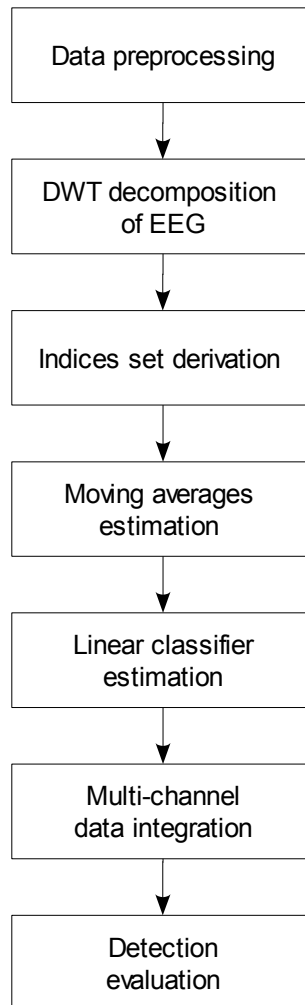 Data preprocessing
DWT decomposition
of EEG
Indices set derivation
Moving averages
estimation
Linear classifier
estimation
Multi-channel
data integration
Detection
evaluation